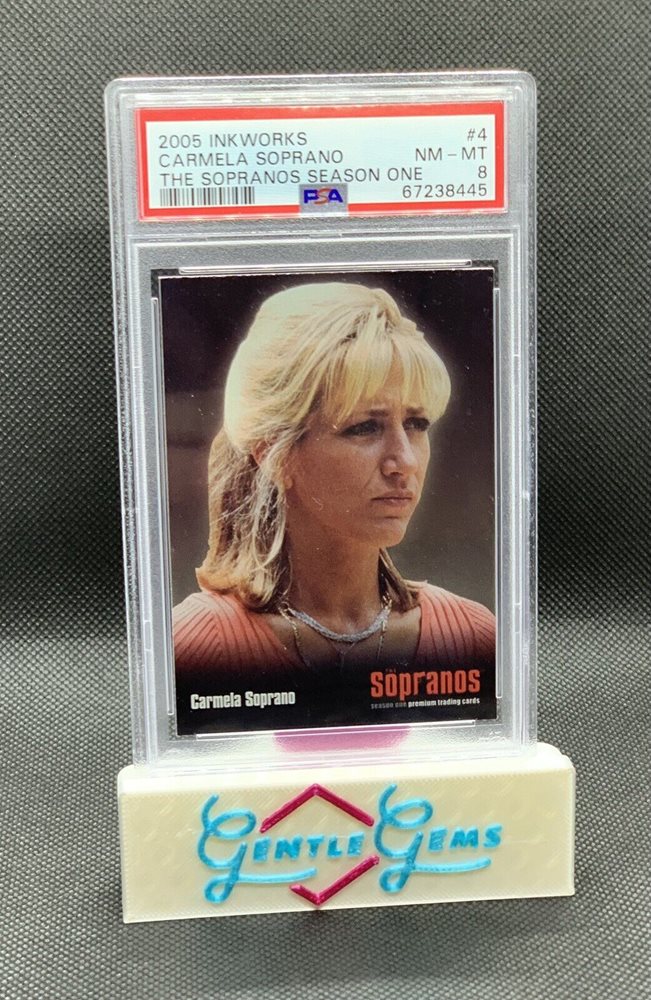 2005 INKWORKS #4
CARMELA SOPRANO NM – MT
THE SOPRANOS SEASON ONE 8
PSA 67238445
Carmela Soprano
THE
Sopranos
season one premium trading cards
GENTLE GEMS